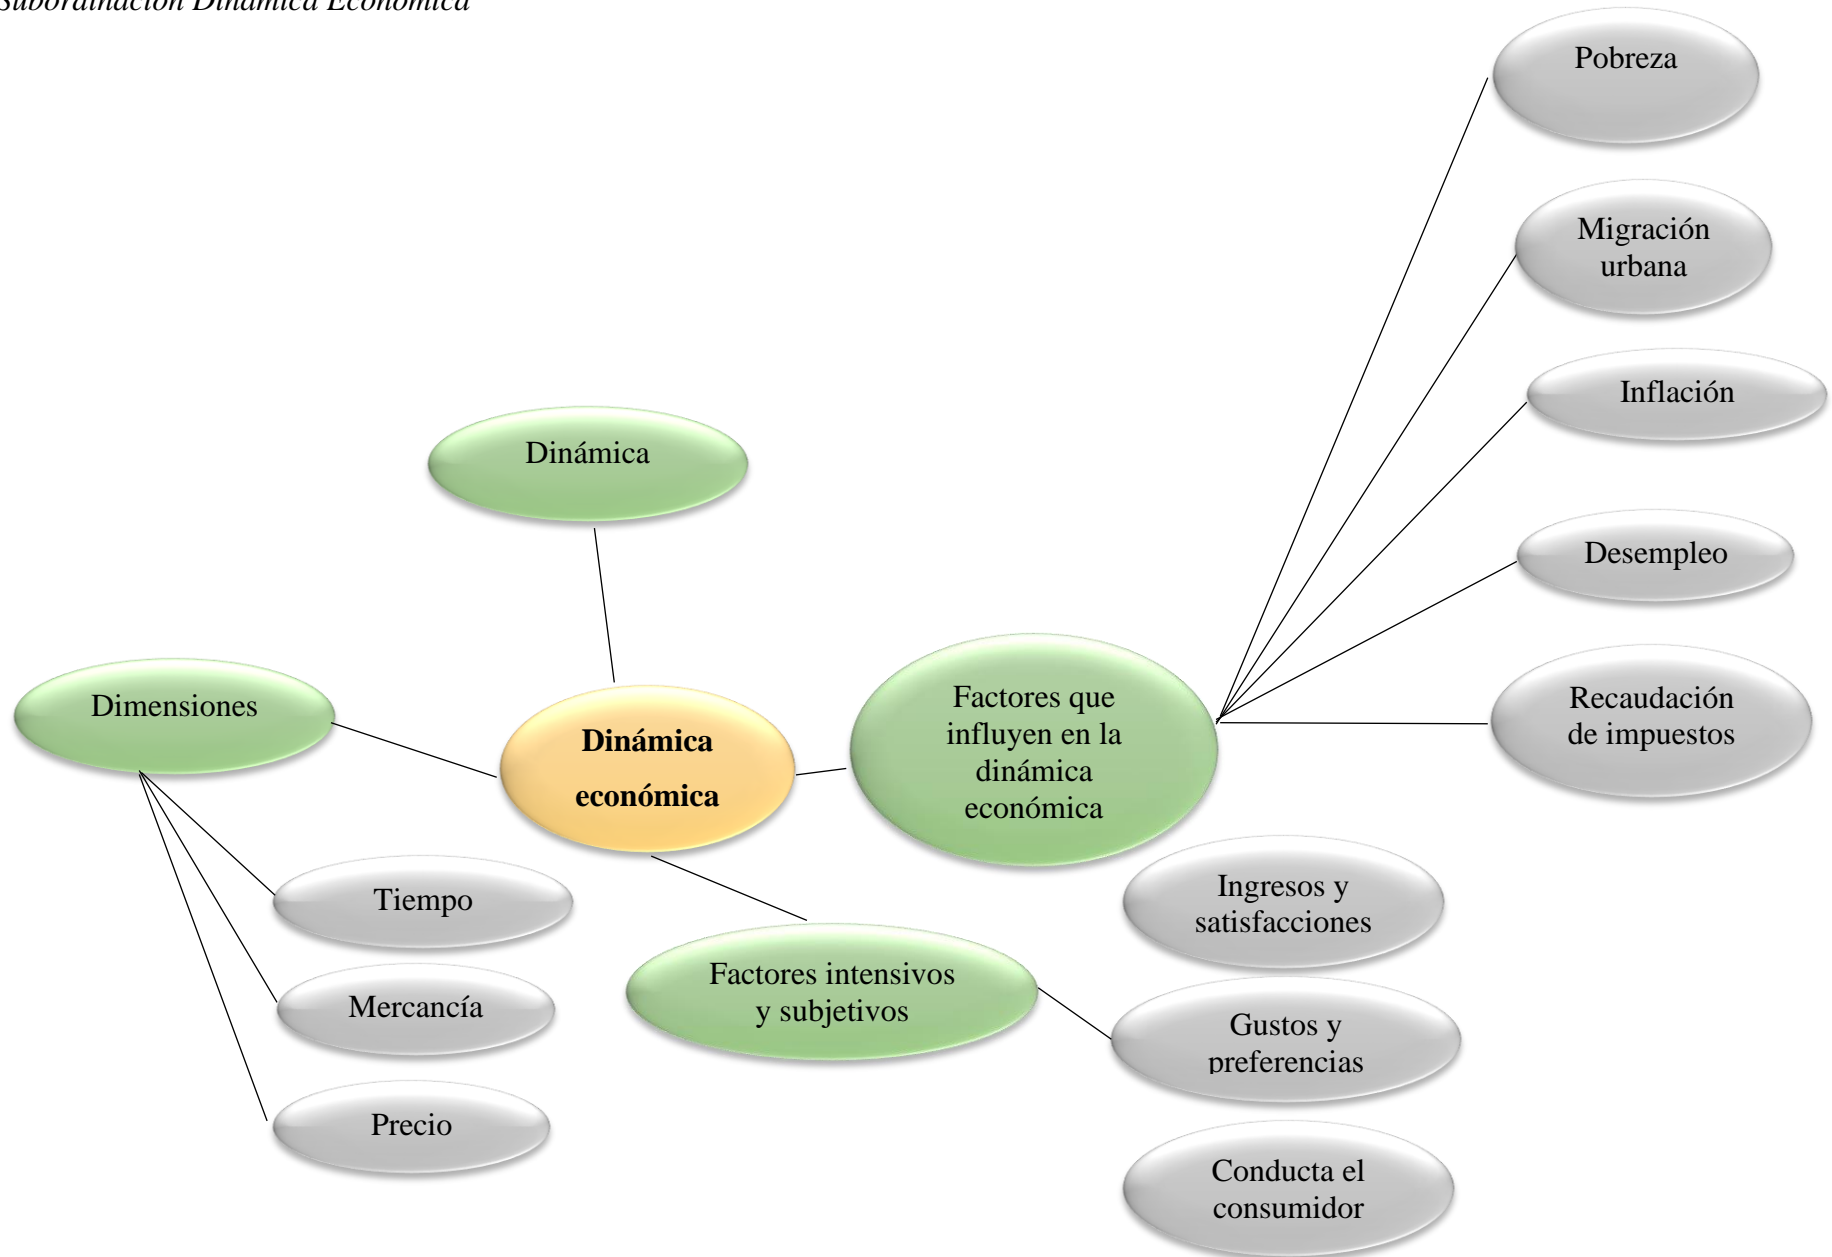 Subordinación Dinámica Económica
Pobreza
Migración
urbana
Inflación
Dinámica
Desempleo
Dimensiones
Dinámica
económica
Factores que
influyen en la
dinámica
económica
Recaudación
de impuestos
Tiempo
Mercancía
Precio
Factores intensivos
y subjetivos
Ingresos y
satisfacciones
Gustos y
preferencias
Conducta el
consumidor